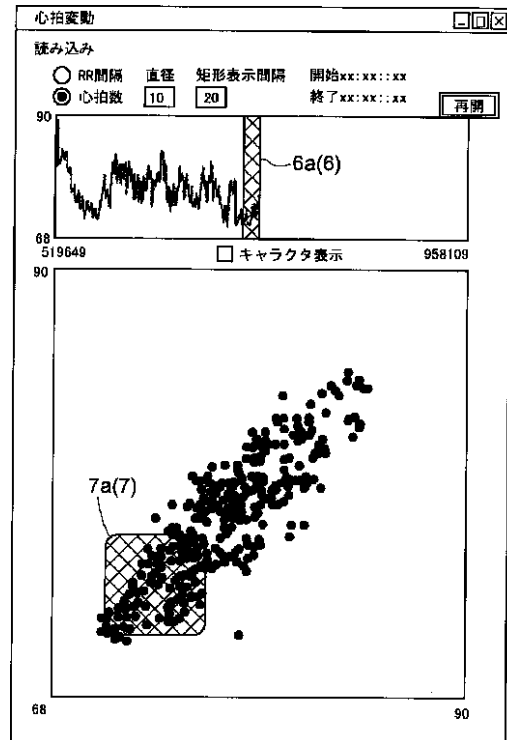 心拍変動
読み込み
RR間隔 直径 矩形表示間隔 開始xx:xx::xx
心拍数 10 20 終了xx:xx::xx 再開
90
6a(6)
68
519649 キャラクタ表示 958109
90
7a(7)
68 90